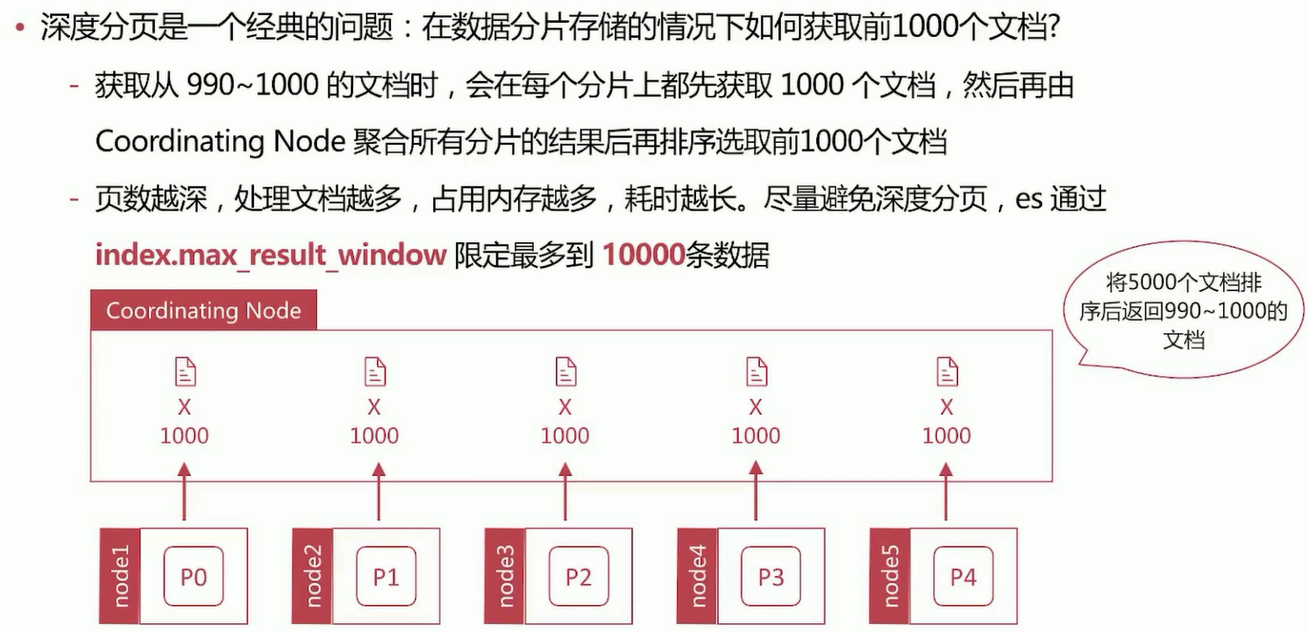 • 深度分页是一个经典的问题：在数据分片存储的情况下如何获取前1000个文档?
- 获取从 990~1000 的文档时，会在每个分片上都先获取 1000 个文档，然后再由
Coordinating Node 聚合所有分片的结果后再排序选取前1000个文档
- 页数越深，处理文档越多，占用内存越多，耗时越长。尽量避免深度分页，es 通过
index.max_result_window 限定最多到 10000条数据
Coordinating Node
将5000个文档排
序后返回990~1000的
文档
X X X X X
1000 1000 1000 1000 1000
node1 P0 node2 P1 node3 P2 node4 P3 node5 P4